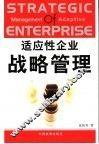 STRATEGIC
Management Of Adaptive
ENTERPRISE
适应性企业
战略管理